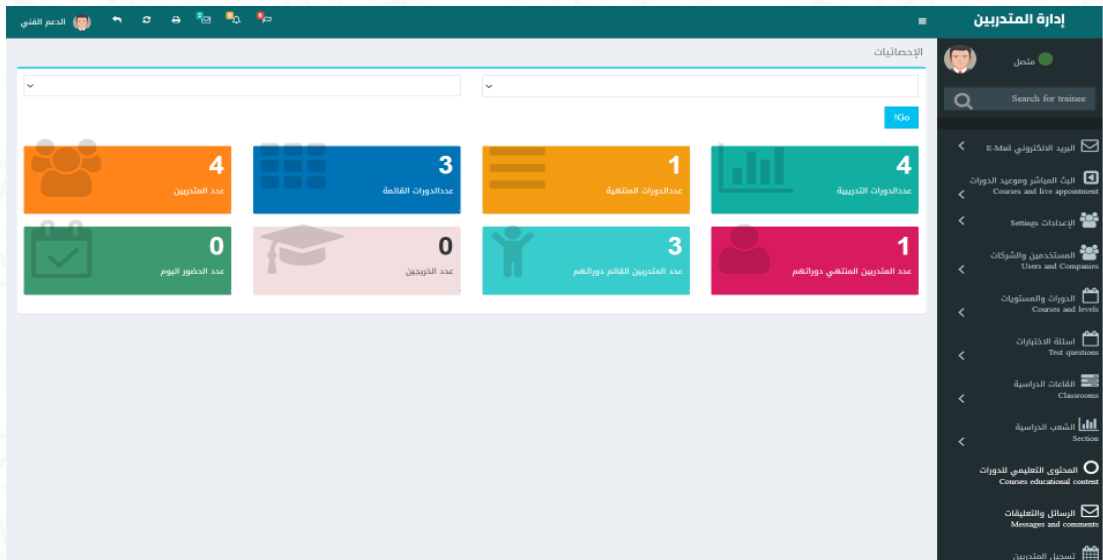 إدارة المتدربين
الدعم الفني
متصل
Search for trainee
البريد الالكتروني E-Mail
البث المباشر وموعيد الدورات
Courses and live appointment
الإعدادات Settings
المستخدمين والشركات
Users and Companies
الدورات والمستويات
Courses and levels
اسئلة الاختبارات
Test questions
القاعات الدراسية
Classrooms
الشعب الدراسية
Section
المحتوى التعليمي للدورات
Courses educational content
الرسائل والتعليقات
Messages and comments
تسجيل المتدربين
الإحصائيات
!Go
4
عددالدورات التدريبية
1
عددالدورات المنتهية
3
عددالدورات القائمة
4
عدد المتدربين
1
عدد المتدربين المنتهي دوراتهم
3
عدد المتدربين القائم دوراتهم
0
عدد الخريجين
0
عدد الحضور اليوم